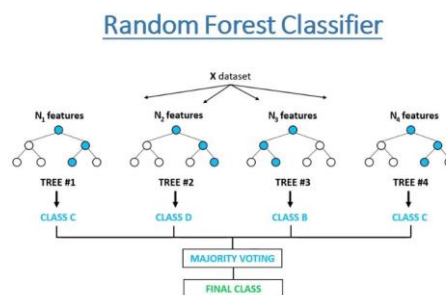 Random Forest Classifier
X dataset
N1 features N2 features N3 features N4 features
TREE #1 TREE #2 TREE #3 TREE #4
CLASS C CLASS D CLASS B CLASS C
MAJORITY VOTING
FINAL CLASS